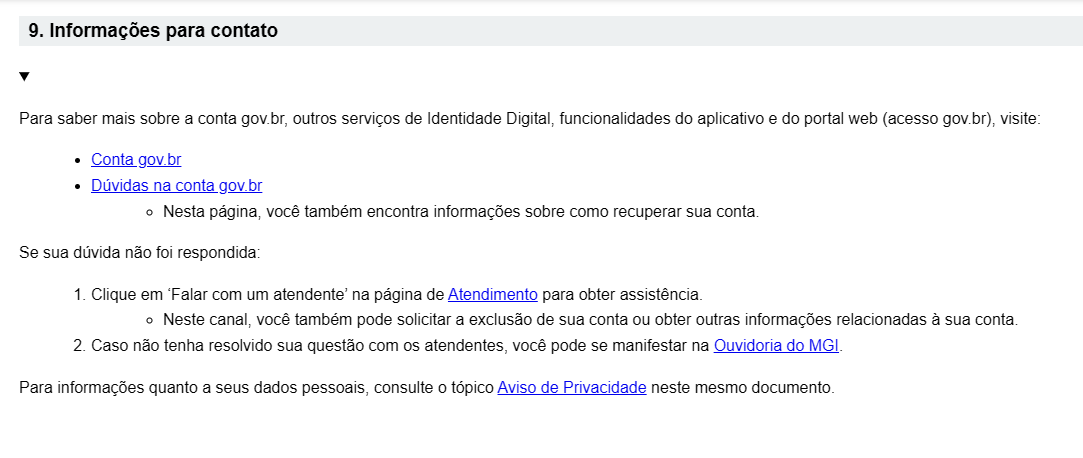 9. Informações para contato
Para saber mais sobre a conta gov.br, outros serviços de Identidade Digital, funcionalidades do aplicativo e do portal web (acesso gov.br), visite:
Conta gov.br
Dúvidas na conta gov.br
Nesta página, você também encontra informações sobre como recuperar sua conta.
Se sua dúvida não foi respondida:
1. Clique em ‘Falar com um atendente’ na página de Atendimento para obter assistência.
Neste canal, você também pode solicitar a exclusão de sua conta ou obter outras informações relacionadas à sua conta.
2. Caso não tenha resolvido sua questão com os atendentes, você pode se manifestar na Ouvidoria do MGI.
Para informações quanto a seus dados pessoais, consulte o tópico Aviso de Privacidade neste mesmo documento.